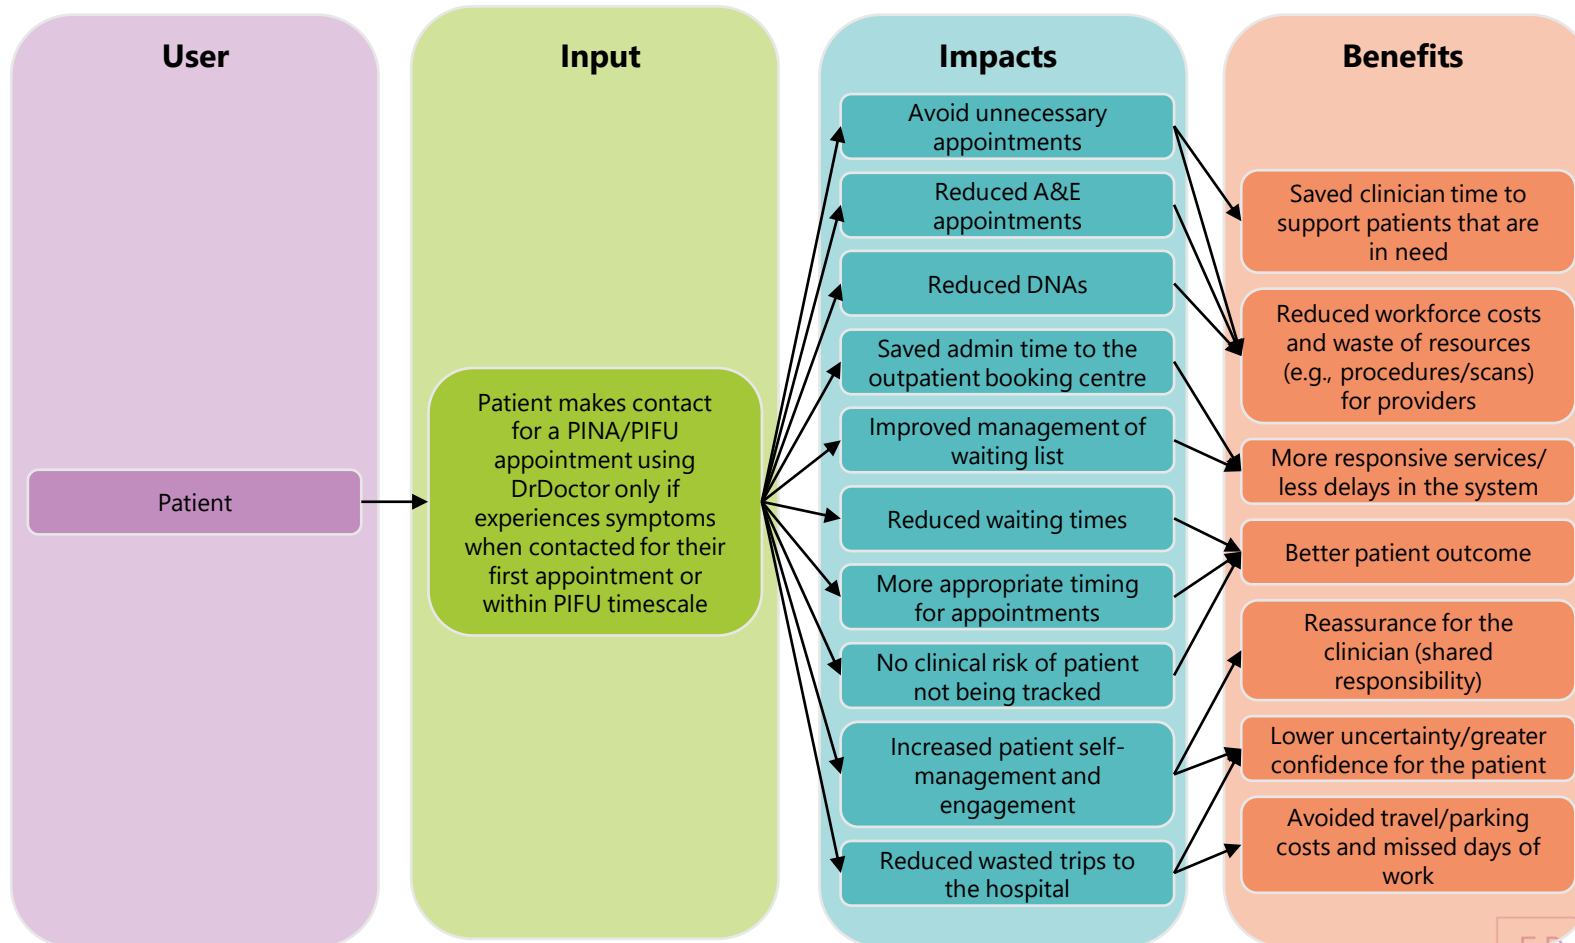 User
Input
Impacts
Benefits
Patient
Patient makes contact
for a PINA/PIFU
appointment using
DrDoctor only if
experiences symptoms
when contacted for their
first appointment or
within PIFU timescale
Avoid unnecessary
appointments
Reduced A&E
appointments
Reduced DNAs
Saved admin time to the
outpatient booking centre
Improved management of
waiting list
Reduced waiting times
More appropriate timing
for appointments
No clinical risk of patient
not being tracked
Increased patient self-
management and
engagement
Reduced wasted trips to
the hospital
Saved clinician time to
support patients that are
in need
Reduced workforce costs
and waste of resources
(e.g., procedures/scans)
for providers
More responsive services/
less delays in the system
Better patient outcome
Reassurance for the
clinician (shared
responsibility)
Lower uncertainty/greater
confidence for the patient
Avoided travel/parking
costs and missed days of
work